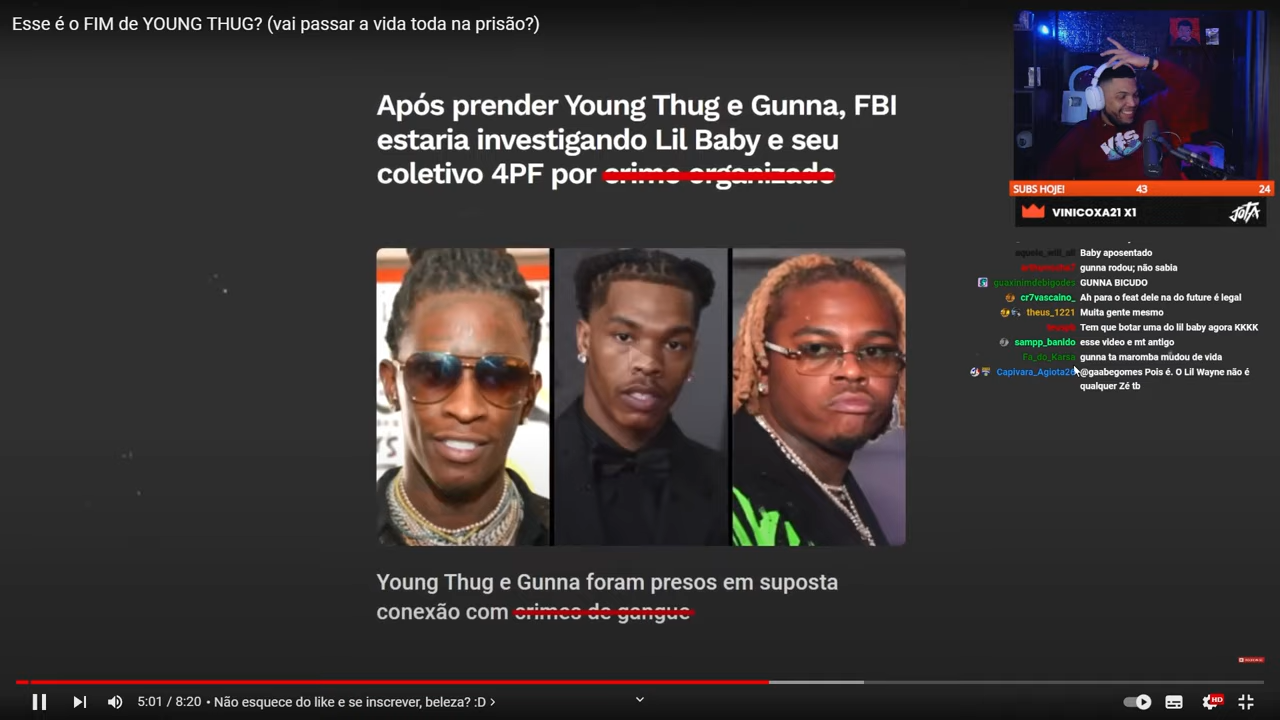 Esse é o FIM de YOUNG THUG? (vai passar a vida toda na prisão?)
Após prender Young Thug e Gunna, FBI
estaria investigando Lil Baby e seu
coletivo 4PF por crime organizado
Young Thug e Gunna foram presos em suposta
conexão com crimes de gangue
SUBS HOJE! 43 24
VINICOXA21 X1 JOTA
Baby aposentado
gunna rodou; não sabia
guaxinimdebigodes GUNNA BICUDO
cr7vascaino_ Ah para o feat dele na do future é legal
theus_1221 Muita gente mesmo
Tem que botar uma do lil baby agora KKKK
sampp_banido esse video e mt antigo
Fa_do_Karsa gunna ta maromba mudou de vida
Capivara_Agiota26 @gaabegomes Pois é. O Lil Wayne não é
qualquer Zé tb
5:01 / 8:20 • Não esquece do like e se inscrever, beleza? :D >
HD